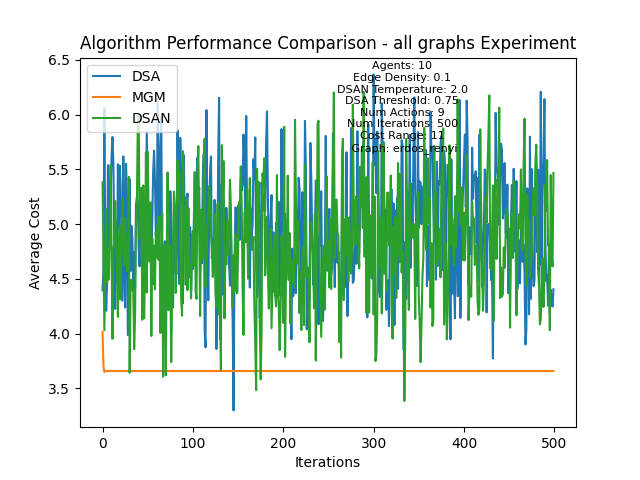 Algorithm Performance Comparison - all graphs Experiment
DSA
MGM
DSAN
Agents: 10
Edge Density: 0.1
DSAN Temperature: 2.0
DSA Threshold: 0.75
Num Actions: 9
Num Iterations: 500
Cost Range: 11
Graph: erdos_renyi
Average Cost
6.5
6.0
5.5
5.0
4.5
4.0
3.5
0
100
200
300
400
500
Iterations